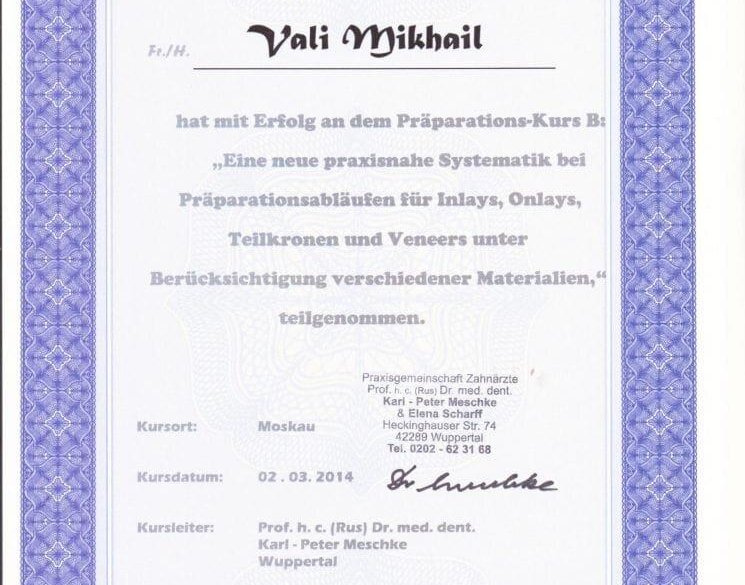 Fr./H. Vali Mikhail
hat mit Erfolg an dem Präparations-Kurs B:
„Eine neue praxisnahe Systematik bei
Präparationsabläufen für Inlays, Onlays,
Teilkronen und Veneers unter
Berücksichtigung verschiedener Materialien,“
teilgenommen.
Praxisgemeinschaft Zahnärzte
Prof. h. c. (Rus) Dr. med. dent.
Karl - Peter Meschke
& Elena Scharff
Heckinghauser Str. 74
42289 Wuppertal
Tel. 0202 - 62 31 68
Kursort: Moskau
Kursdatum: 02 . 03. 2014
Kursleiter: Prof. h. c. (Rus) Dr. med. dent.
Karl - Peter Meschke
Wuppertal